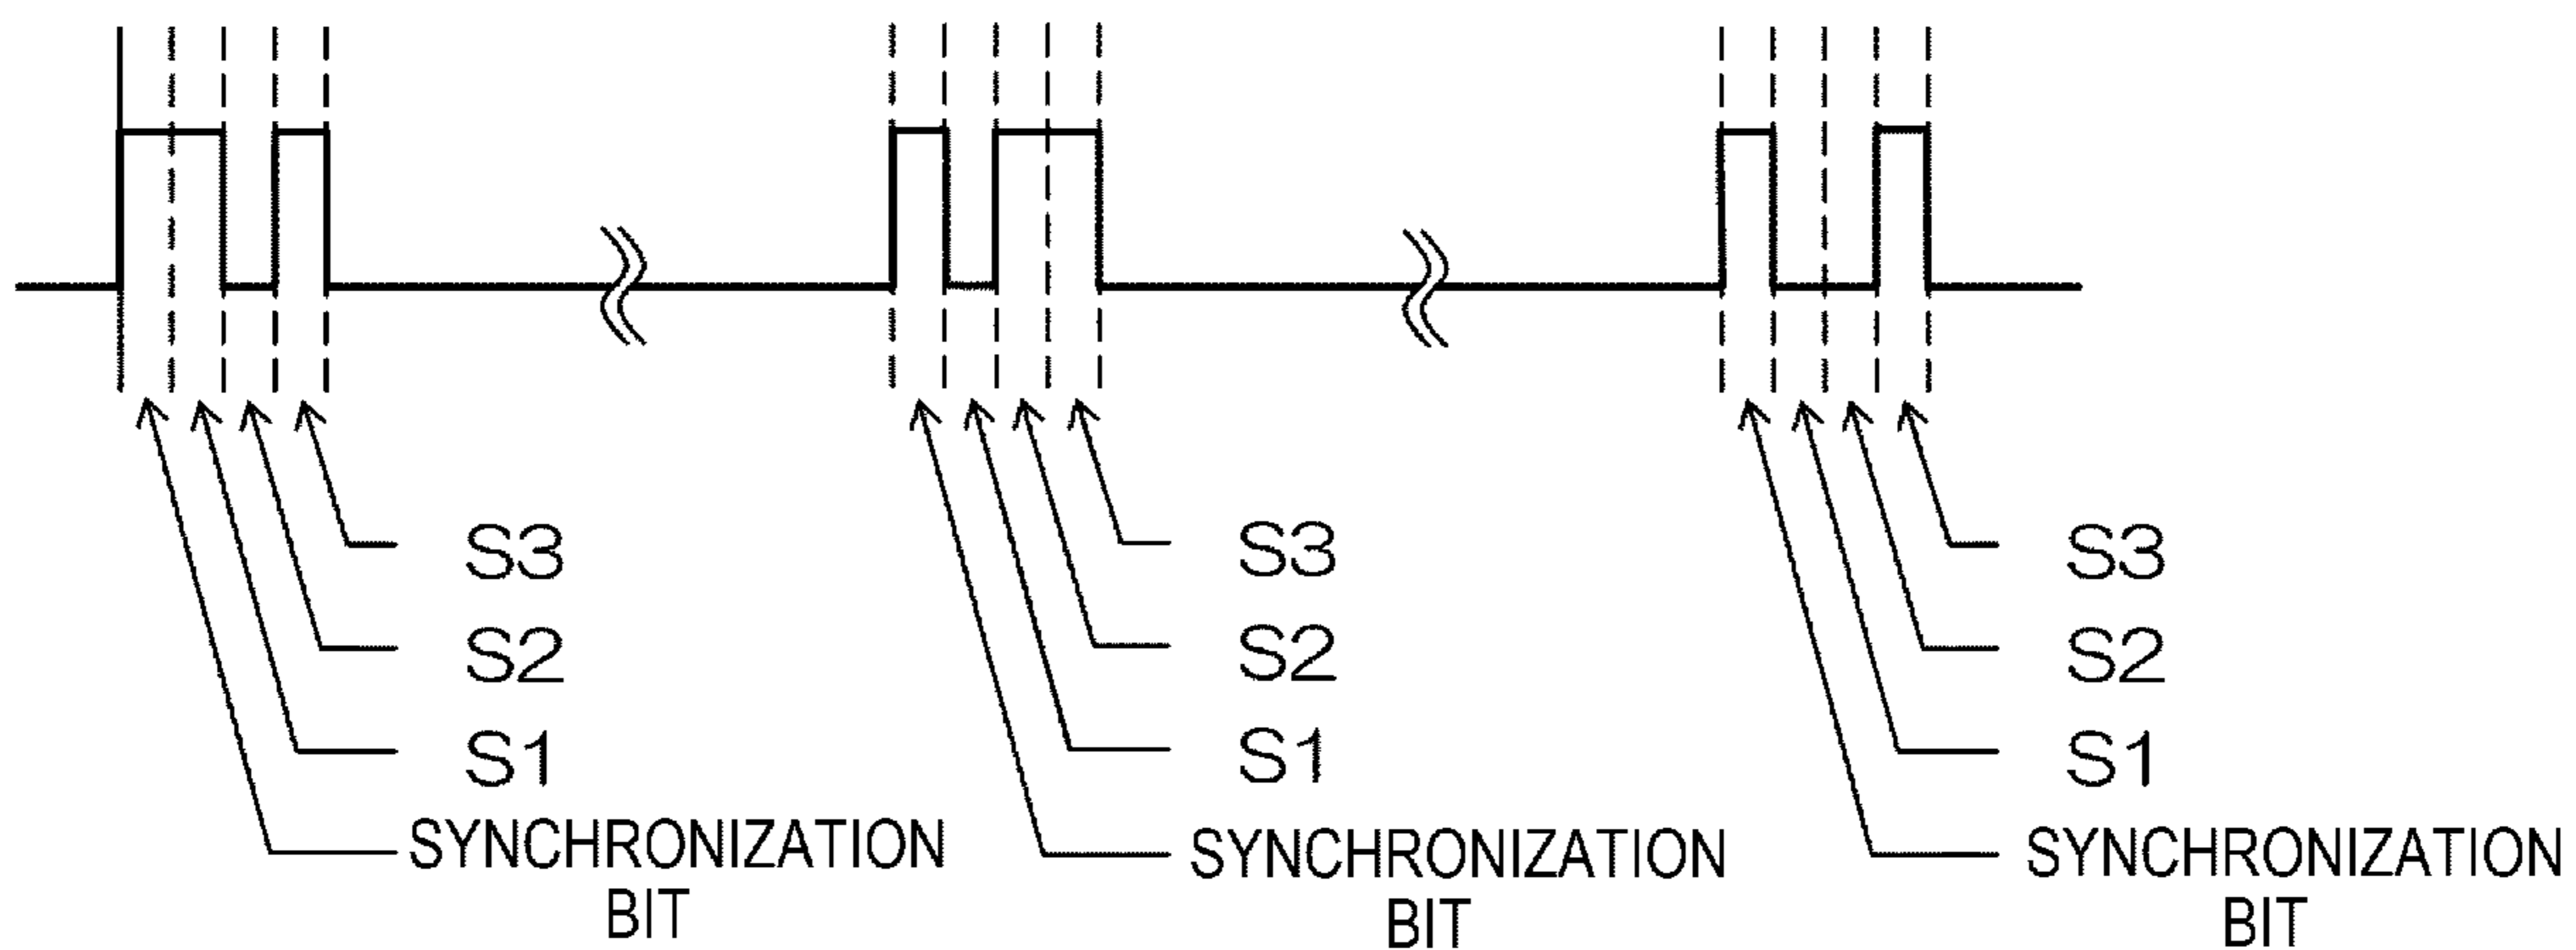 S3
S2
S1
SYNCHRONIZATION
BIT
S3
S2
S1
SYNCHRONIZATION
BIT
S3
S2
S1
SYNCHRONIZATION
BIT